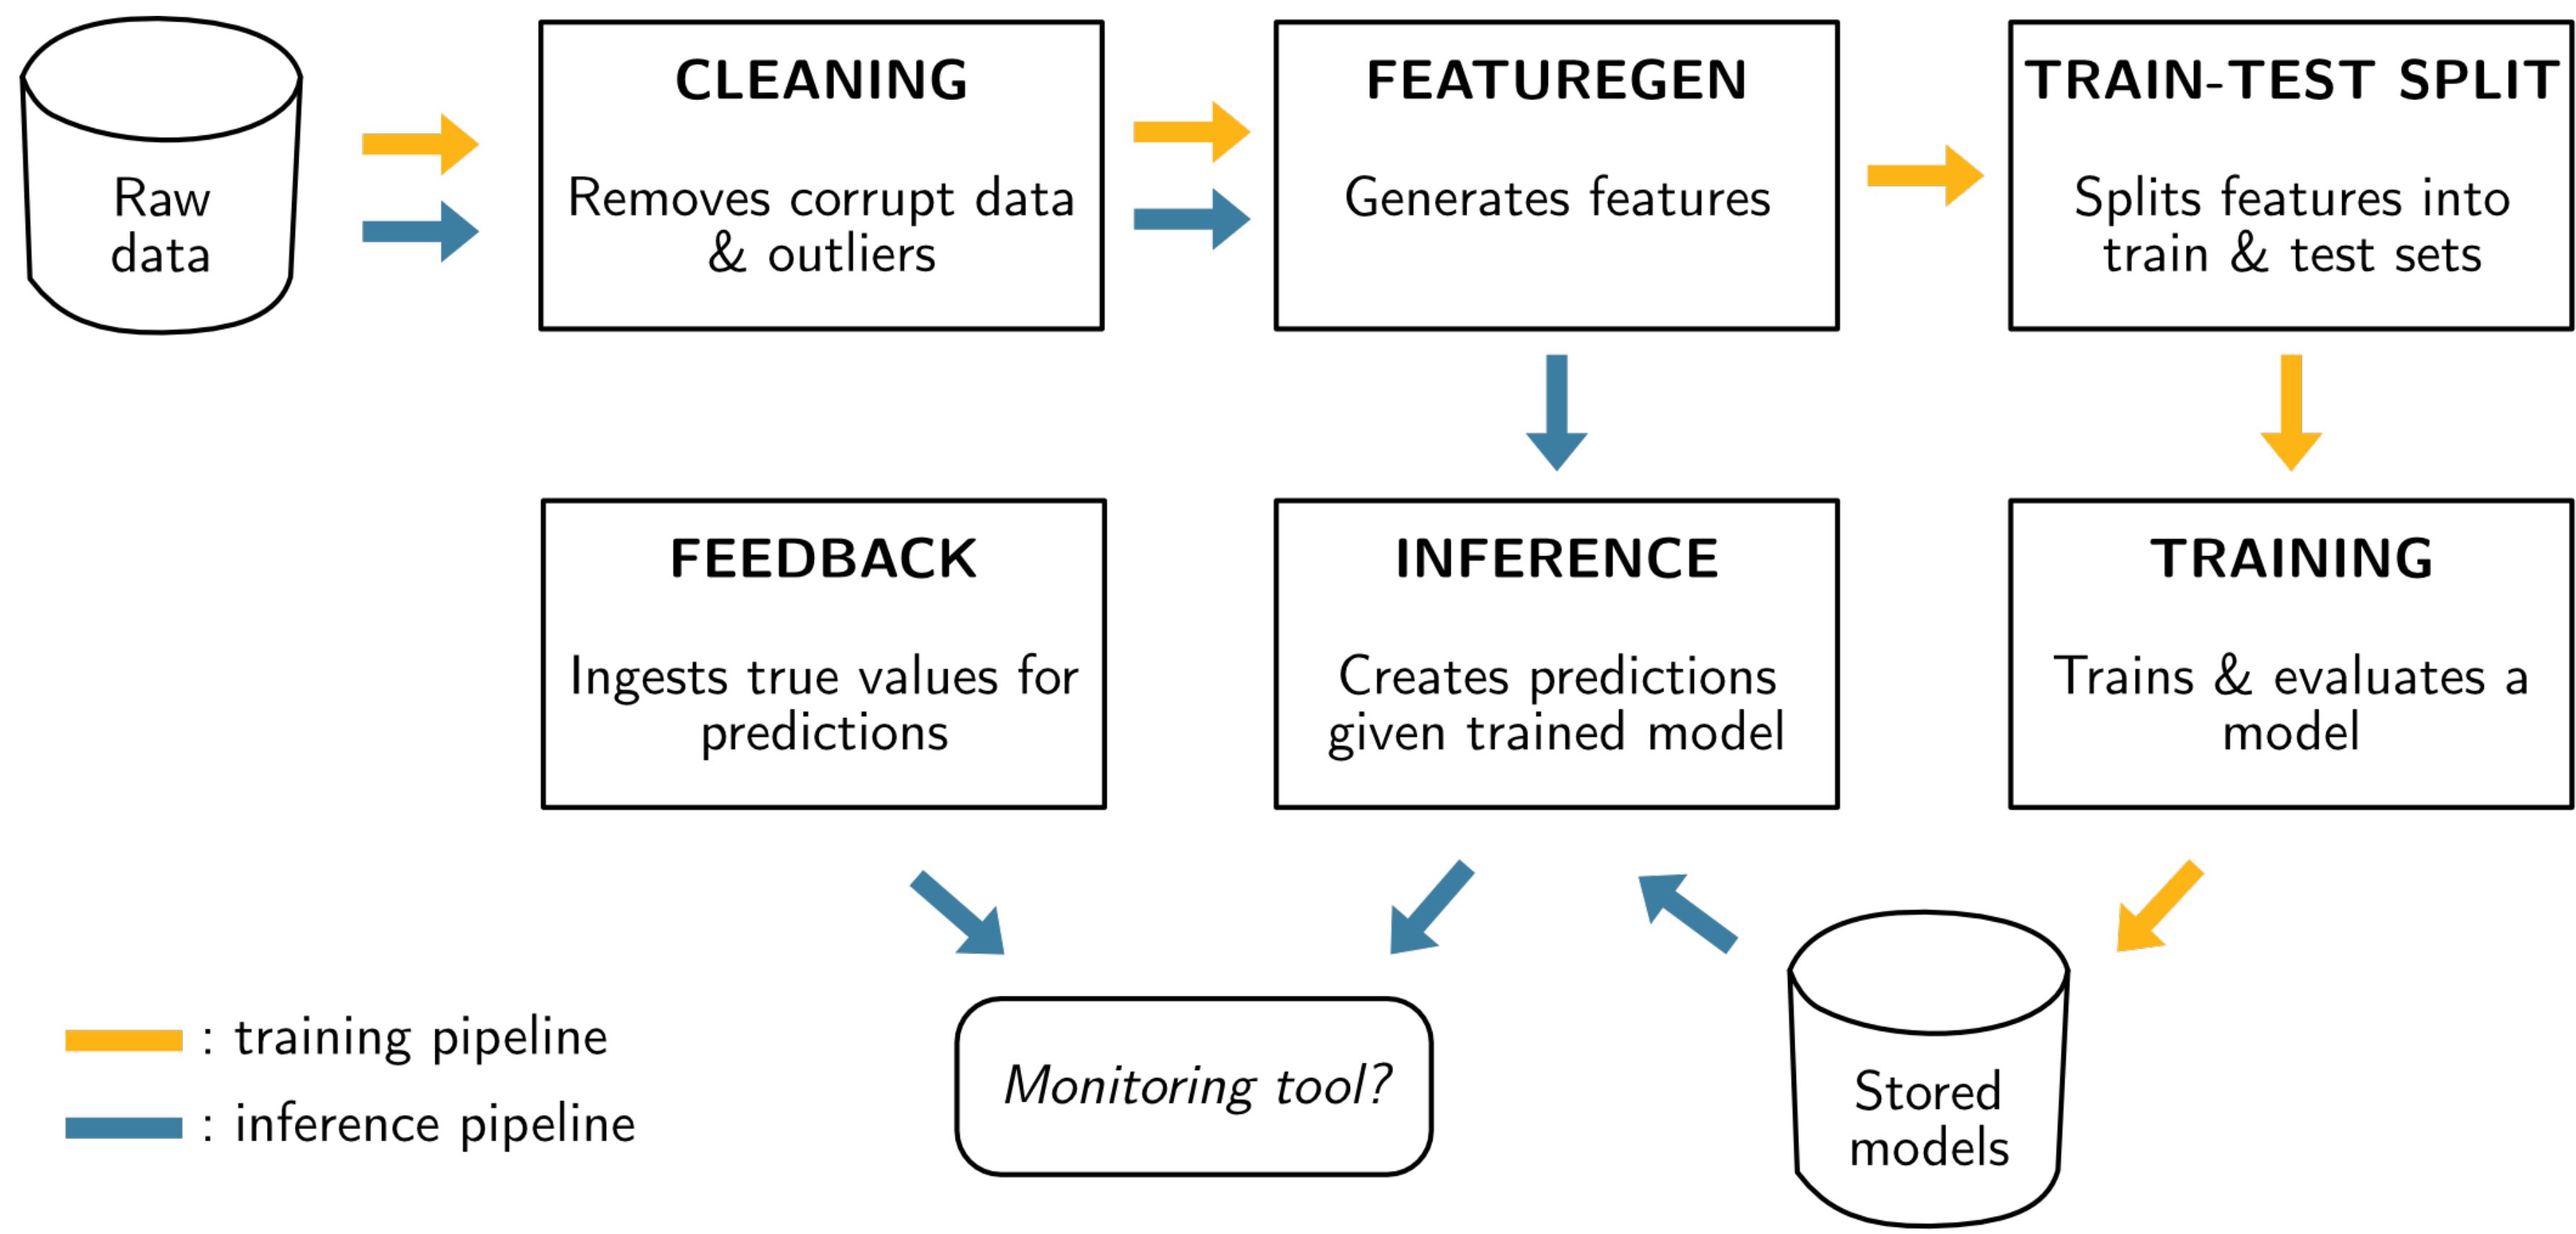 Raw
data
CLEANING
Removes corrupt data
& outliers
FEATUREGEN
Generates features
TRAIN-TEST SPLIT
Splits features into
train & test sets
FEEDBACK
Ingests true values for
predictions
INFERENCE
Creates predictions
given trained model
TRAINING
Trains & evaluates a
model
: training pipeline
: inference pipeline
Monitoring tool?
Stored
models